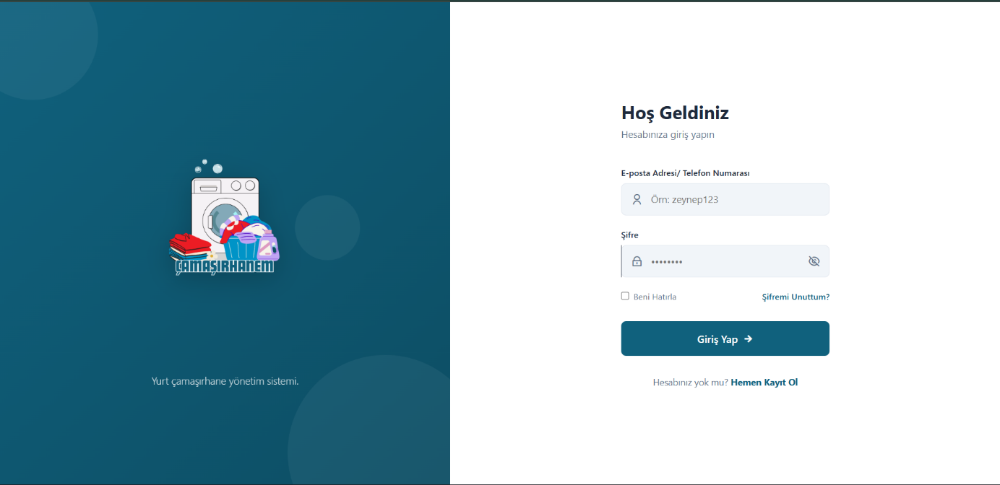 ÇAMAŞIRHANEM
Yurt çamaşırhane yönetim sistemi.
Hoş Geldiniz
Hesabınıza giriş yapın
E-posta Adresi/ Telefon Numarası
Örn: zeynep123
Şifre
••••••••
Beni Hatırla
Şifremi Unuttum?
Giriş Yap →
Hesabınız yok mu? Hemen Kayıt Ol